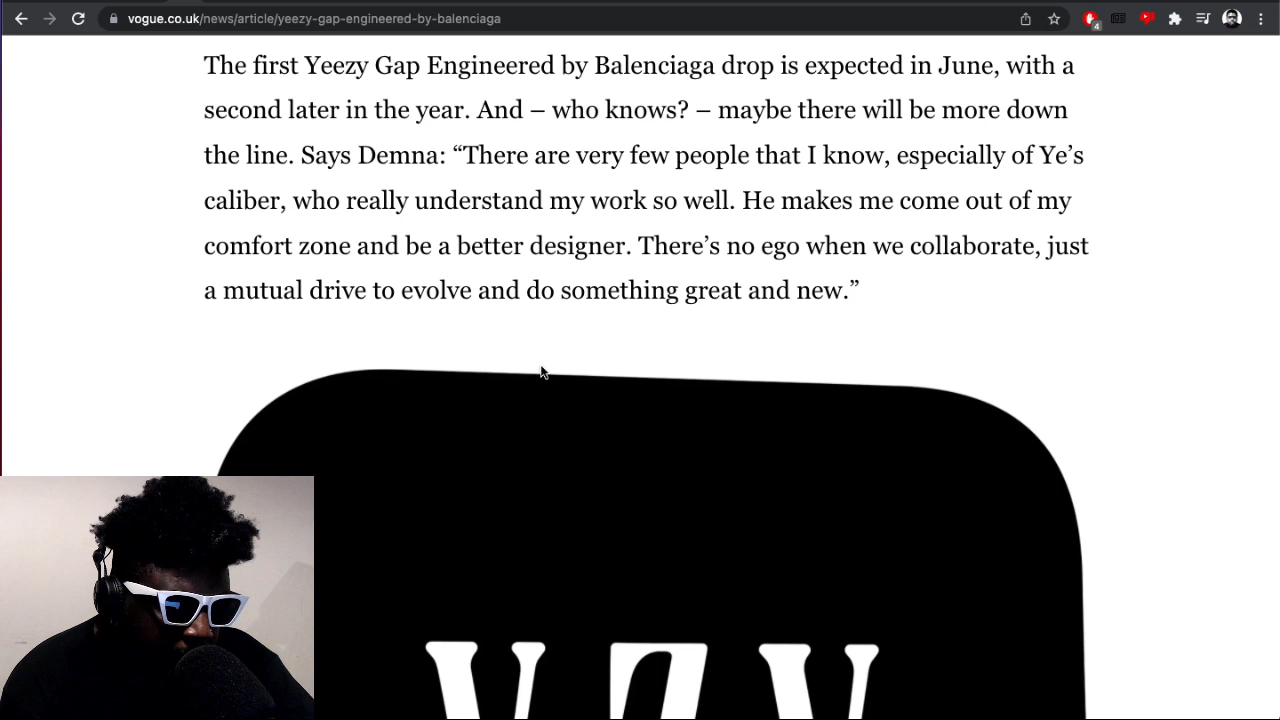 vogue.co.uk/news/article/yeezy-gap-engineered-by-balenciaga
4
The first Yeezy Gap Engineered by Balenciaga drop is expected in June, with a
second later in the year. And – who knows? – maybe there will be more down
the line. Says Demna: “There are very few people that I know, especially of Ye’s
caliber, who really understand my work so well. He makes me come out of my
comfort zone and be a better designer. There’s no ego when we collaborate, just
a mutual drive to evolve and do something great and new.”
YZY